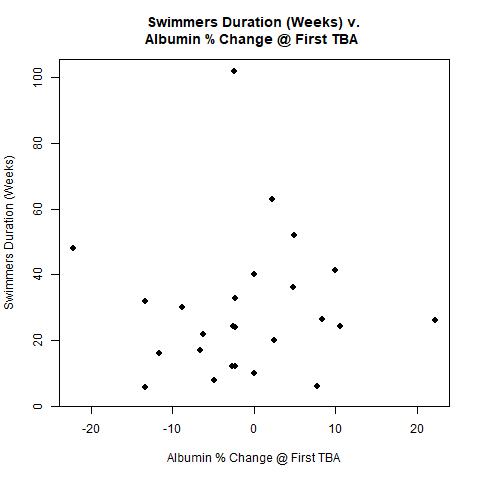 Swimmers Duration (Weeks) v.
Albumin % Change @ First TBA
Swimmers Duration (Weeks)
100
80
60
40
20
0
-20 -10 0 10 20
Albumin % Change @ First TBA